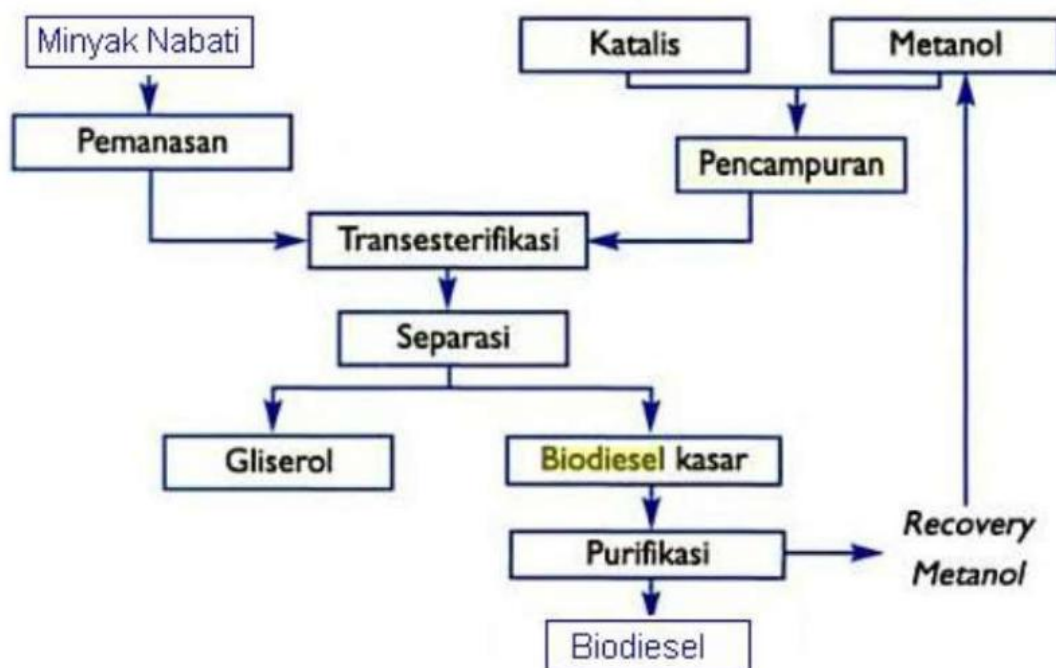 Minyak Nabati
Katalis
Metanol
Pemanasan
Pencampuran
Transesterifikasi
Separasi
Gliserol
Biodiesel kasar
Purifikasi
Recovery
Metanol
Biodiesel